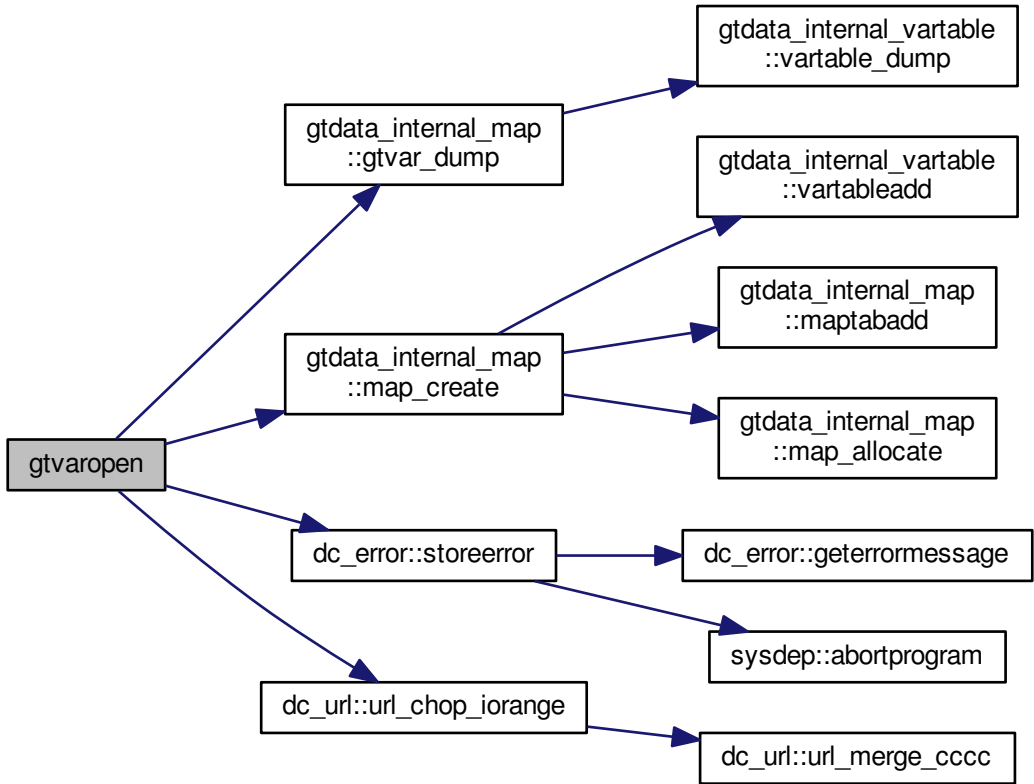 gtvaropen
gtdata_internal_map
::gtvar_dump
gtdata_internal_map
::map_create
dc_error::storeerror
dc_url::url_chop_iorange
gtdata_internal_vartable
::vartable_dump
gtdata_internal_vartable
::vartableadd
gtdata_internal_map
::maptabadd
gtdata_internal_map
::map_allocate
dc_error::geterrormessage
sysdep::abortprogram
dc_url::url_merge_cccc